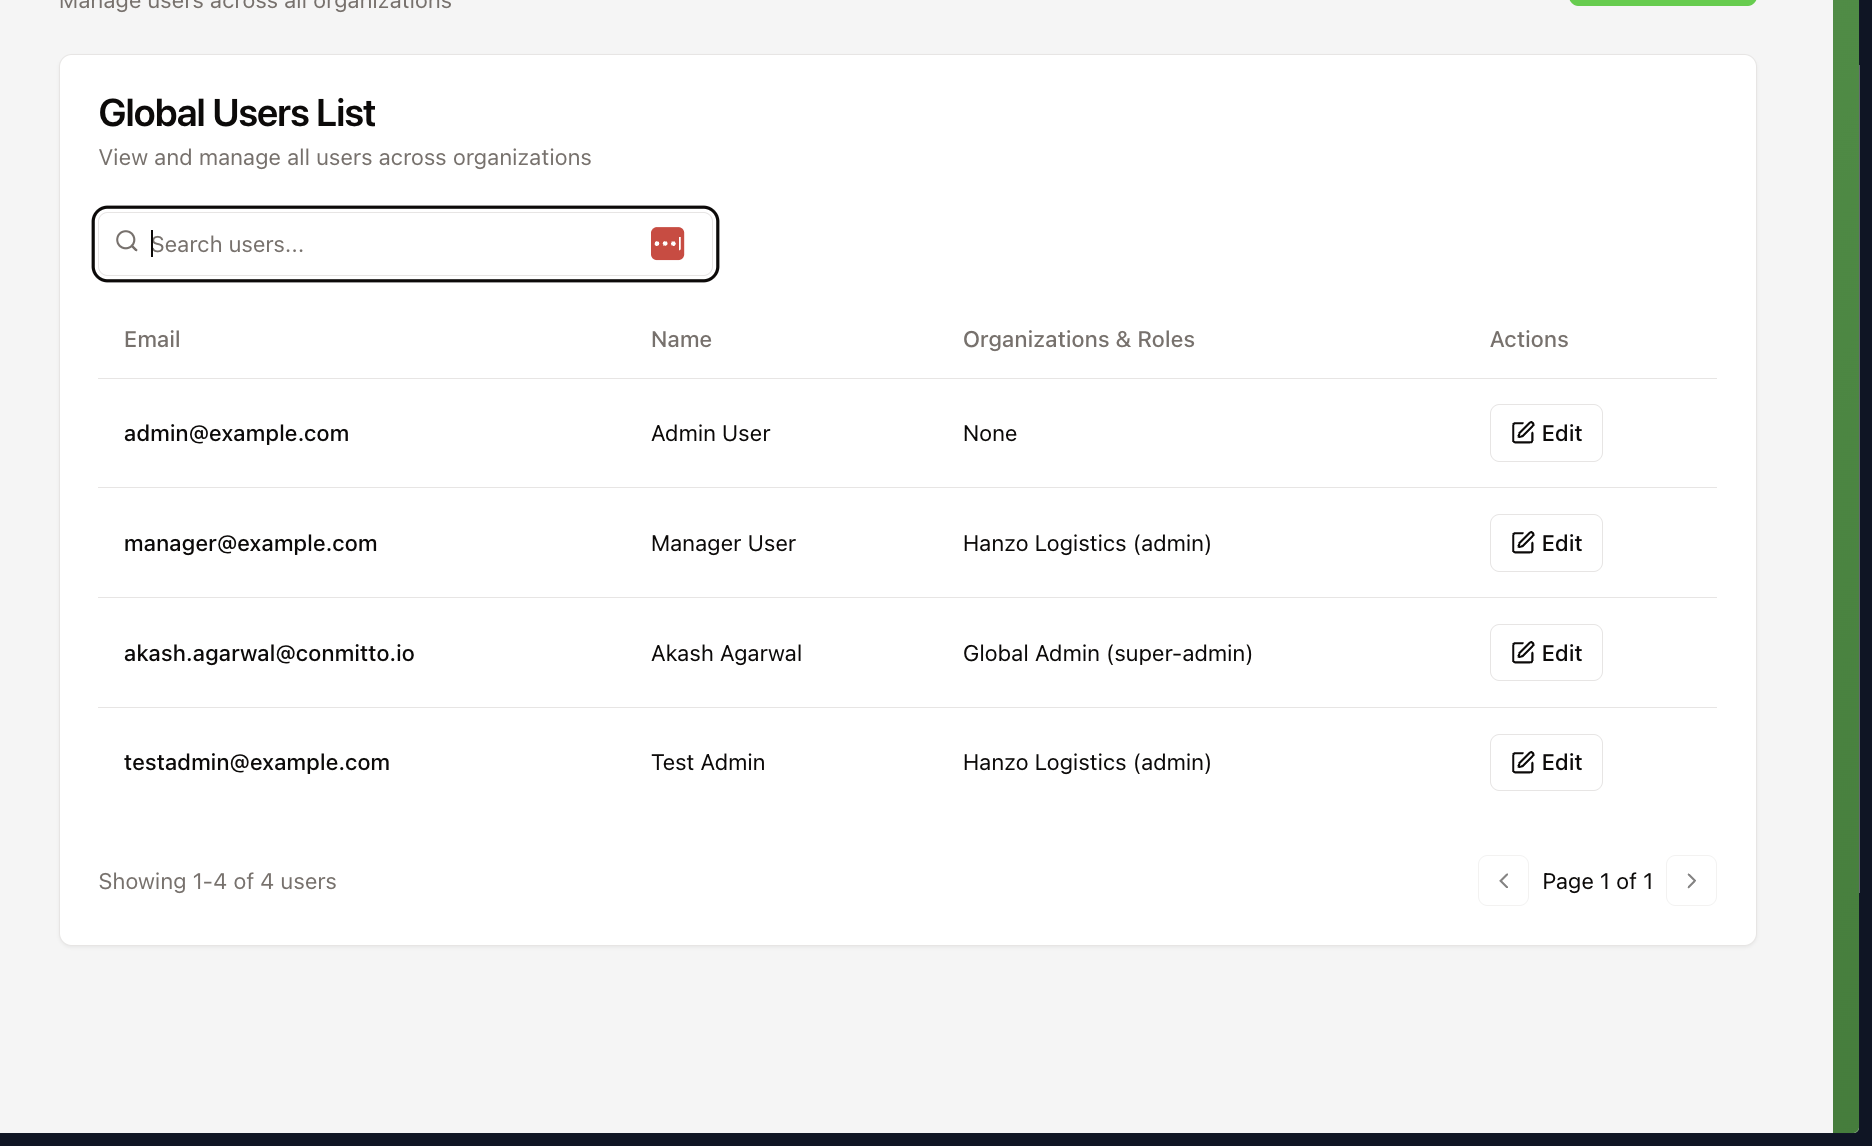 Manage users across all organizations
Global Users List
View and manage all users across organizations
Search users...
Email Name Organizations & Roles Actions
admin@example.com Admin User None Edit
manager@example.com Manager User Hanzo Logistics (admin) Edit
akash.agarwal@conmitto.io Akash Agarwal Global Admin (super-admin) Edit
testadmin@example.com Test Admin Hanzo Logistics (admin) Edit
Showing 1-4 of 4 users Page 1 of 1